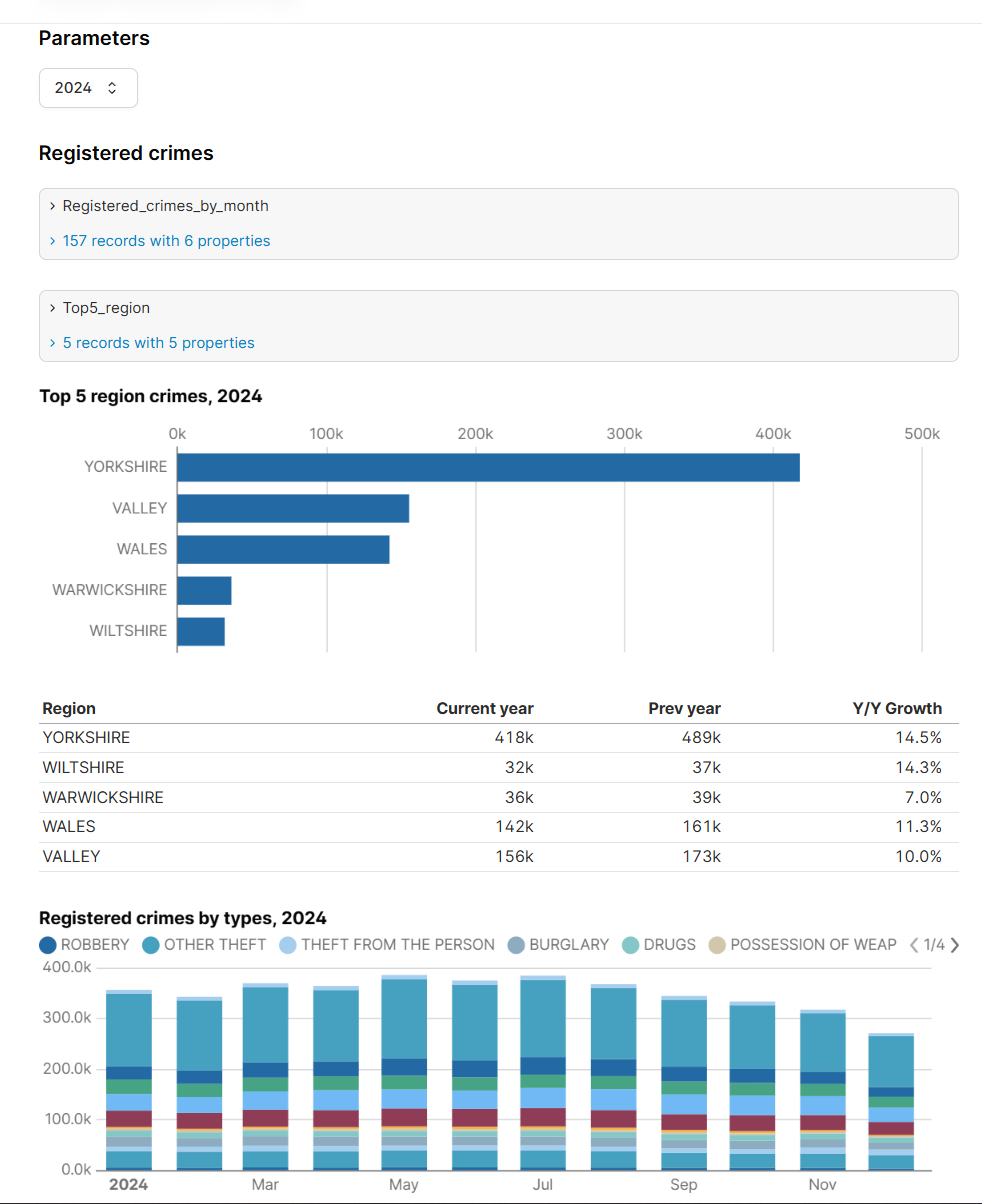 Parameters
2024
Registered crimes
Registered_crimes_by_month
157 records with 6 properties
Top5_region
5 records with 5 properties
Top 5 region crimes, 2024
0k 100k 200k 300k 400k 500k
YORKSHIRE
VALLEY
WALES
WARWICKSHIRE
WILTSHIRE
Region Current year Prev year Y/Y Growth
YORKSHIRE 418k 489k 14.5%
WILTSHIRE 32k 37k 14.3%
WARWICKSHIRE 36k 39k 7.0%
WALES 142k 161k 11.3%
VALLEY 156k 173k 10.0%
Registered crimes by types, 2024
ROBBERY OTHER THEFT THEFT FROM THE PERSON BURGLARY DRUGS POSSESSION OF WEAP 1/4
400.0k
300.0k
200.0k
100.0k
0.0k
2024 Mar May Jul Sep Nov